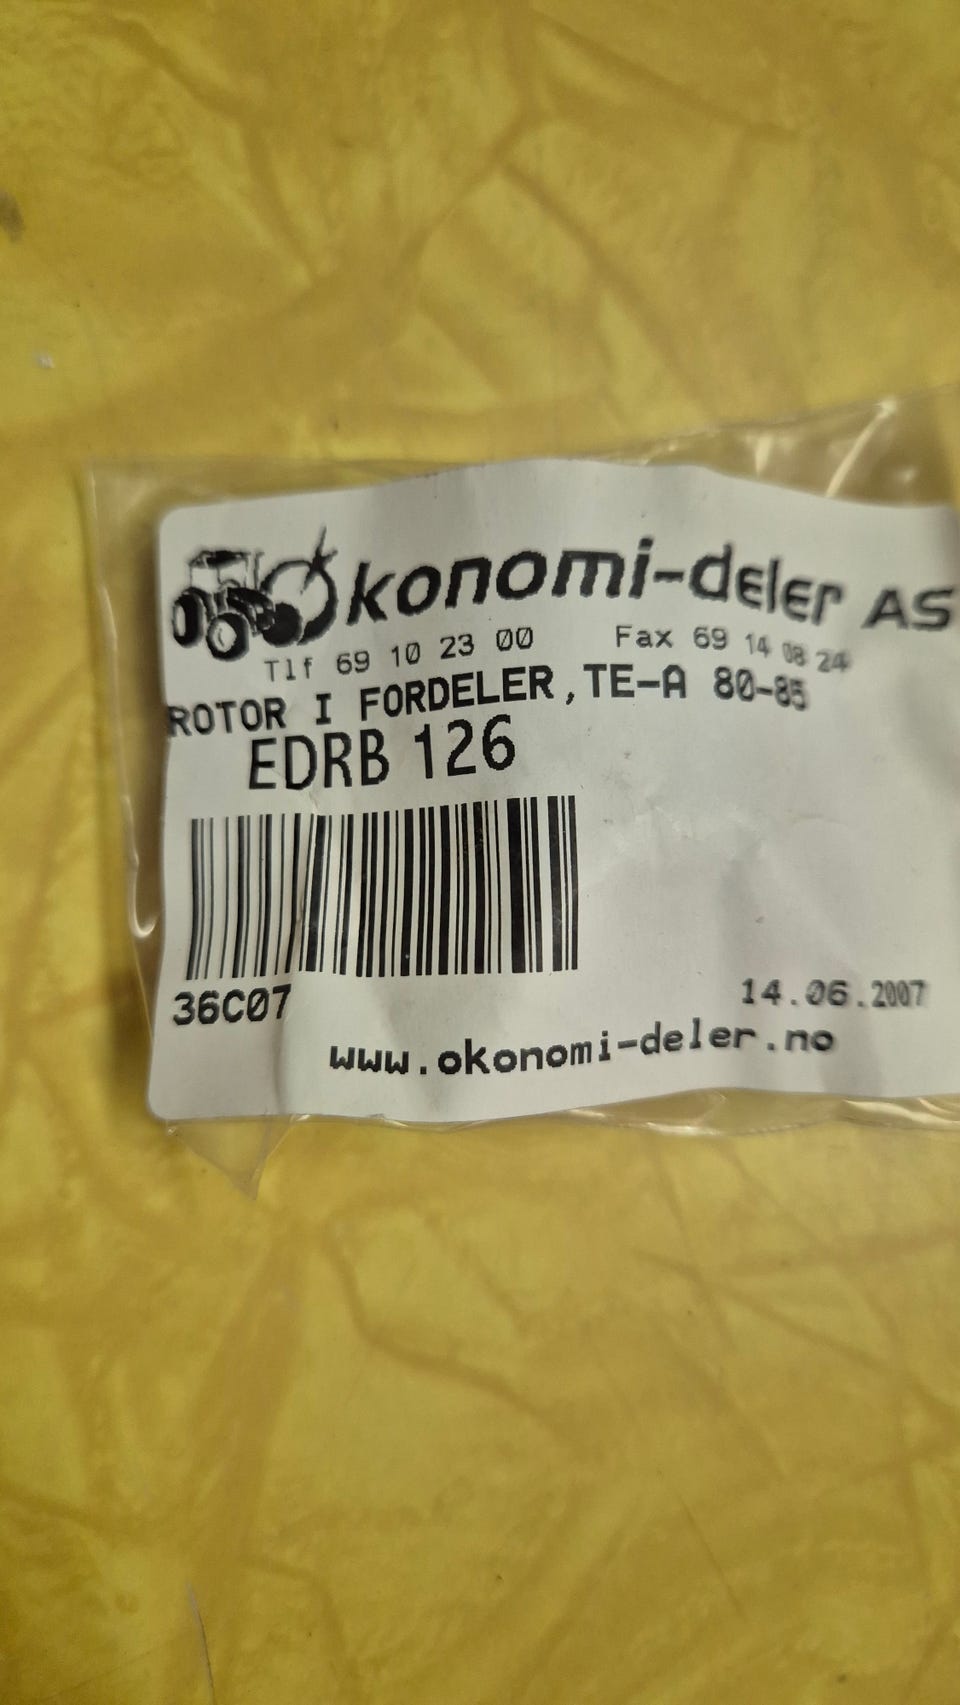 Økonomi-deler AS
Tlf 69 10 23 00 Fax 69 14 08 24
ROTOR I FORDELER,TE-A 80-85
EDRB 126
36C07
14.06.2007
www.okonomi-deler.no